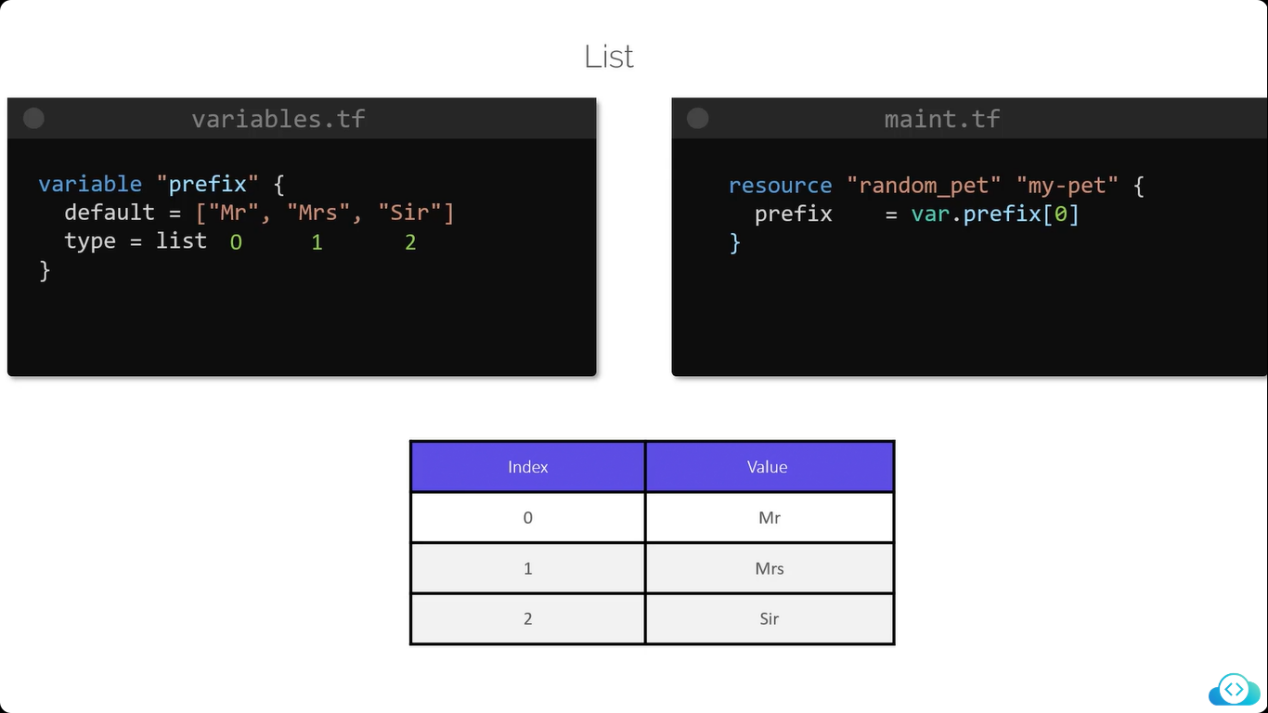 List
variables.tf
variable "prefix" {
  default = ["Mr", "Mrs", "Sir"]
  type = list 0 1 2
}
maint.tf
resource "random_pet" "my-pet" {
  prefix    = var.prefix[0]
}
Index Value
0 Mr
1 Mrs
2 Sir